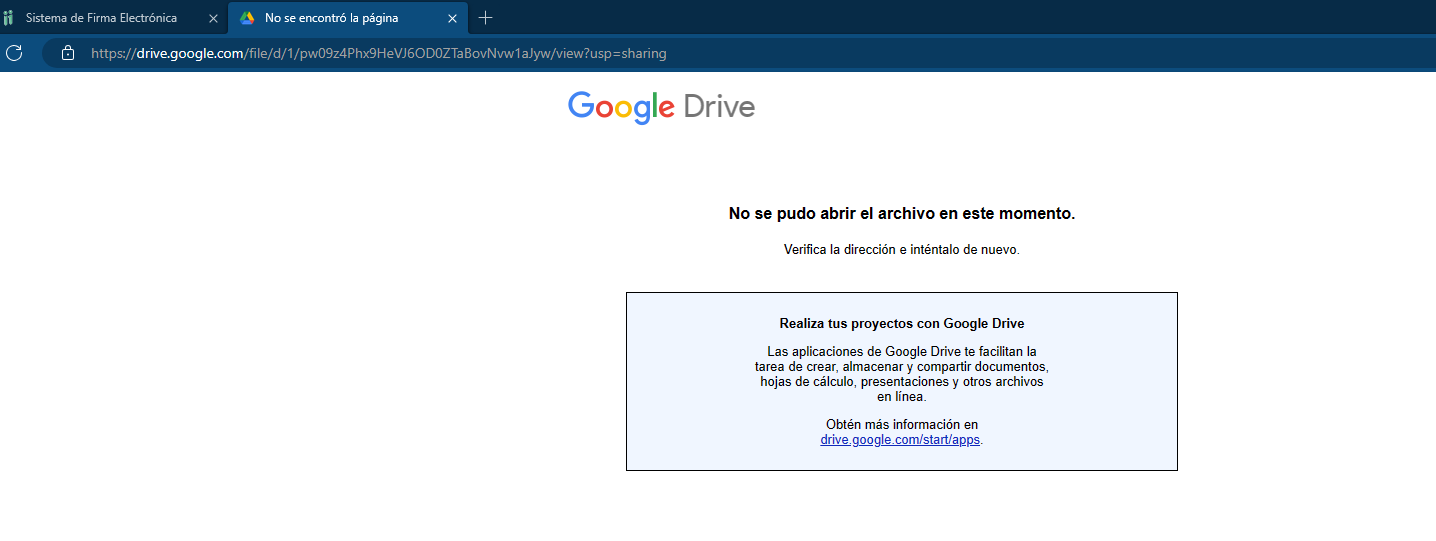 Sistema de Firma Electrónica
No se encontró la página
https://drive.google.com/file/d/1/pw09z4Phx9HeVJ6OD0ZTaBovNvw1aJyw/view?usp=sharing
Google Drive
No se pudo abrir el archivo en este momento.
Verifica la dirección e inténtalo de nuevo.
Realiza tus proyectos con Google Drive
Las aplicaciones de Google Drive te facilitan la
tarea de crear, almacenar y compartir documentos,
hojas de cálculo, presentaciones y otros archivos
en línea.
Obtén más información en
drive.google.com/start/apps.